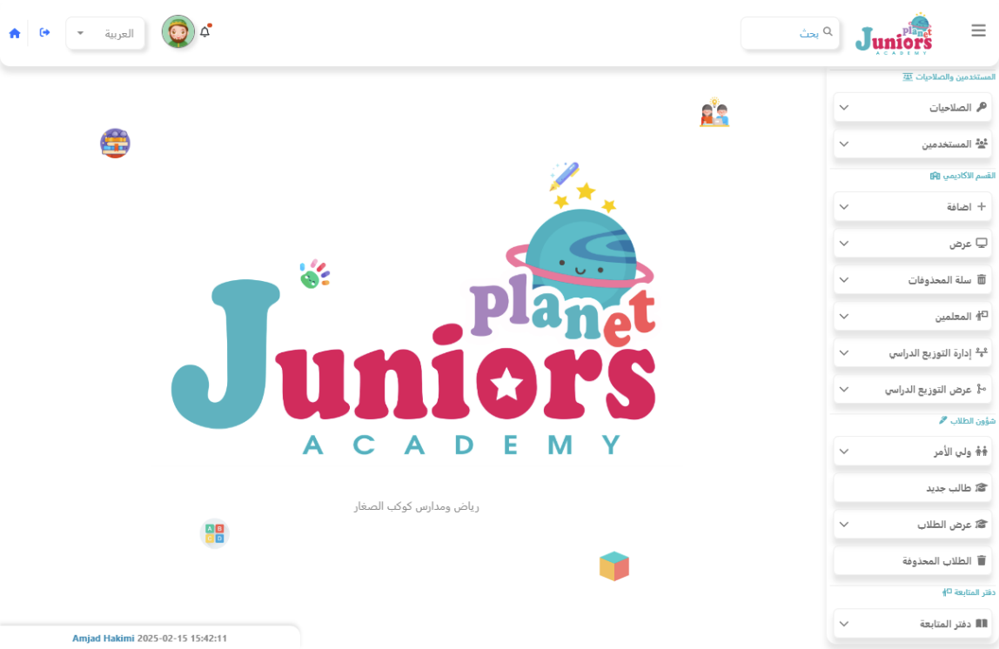 بحث
العربية
planet
Juniors
ACADEMY
المستخدمين والصلاحيات
الصلاحيات
المستخدمين
القسم الاكاديمي
اضافة
عرض
سلة المحذوفات
المعلمين
إدارة التوزيع الدراسي
عرض التوزيع الدراسي
شؤون الطلاب
ولي الأمر
طالب جديد
عرض الطلاب
الطلاب المحذوفة
دفتر المتابعة
دفتر المتابعة
planet
Juniors
ACADEMY
رياض ومدارس كوكب الصغار
A B
C D
Amjad Hakimi 2025-02-15 15:42:11